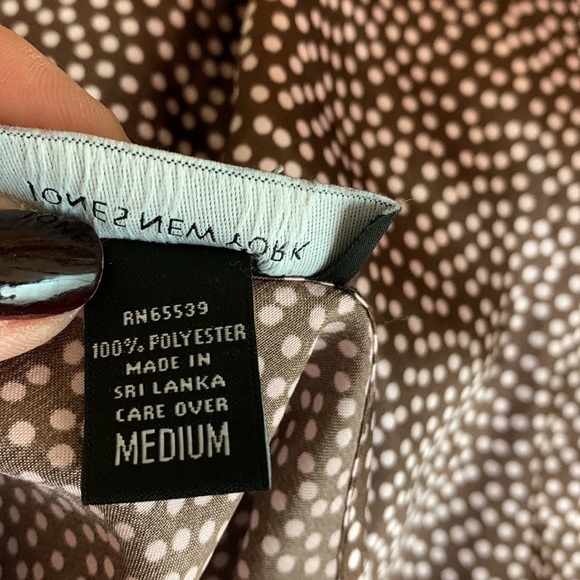 JONES NEW YORK
RN65539
100% POLYESTER
MADE IN
SRI LANKA
CARE OVER
MEDIUM